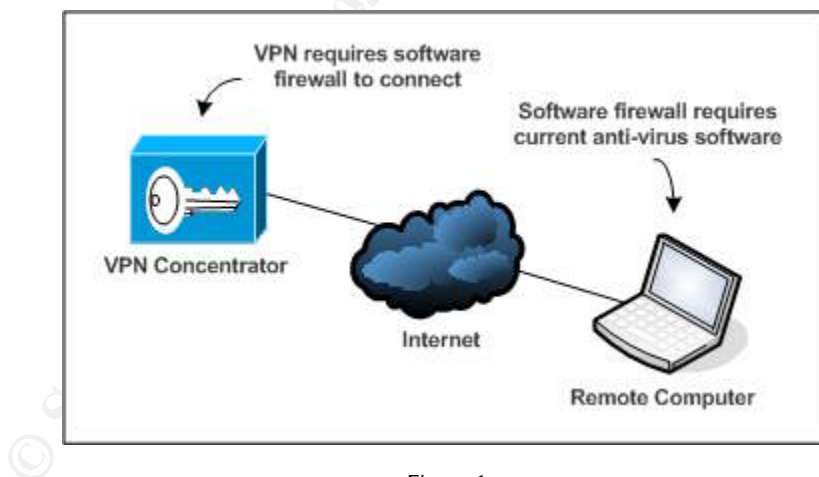 VPN requires software
firewall to connect
Software firewall requires
current anti-virus software
VPN Concentrator
Internet
Remote Computer